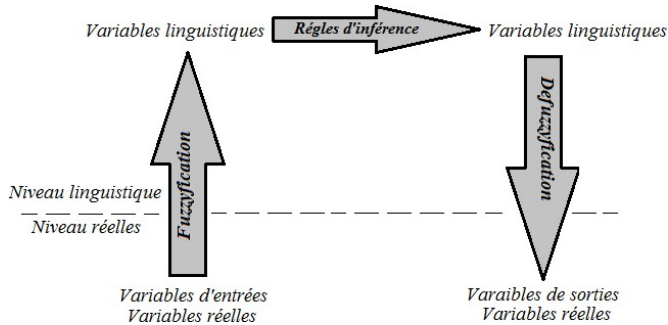 Variables linguistiques
Régles d'inférence
Variables linguistiques
Fuzzyfication
Defuzzyfication
Niveau linguistique
Niveau réelles
Variables d'entrées
Variables réelles
Varaibles de sorties
Variables réelles